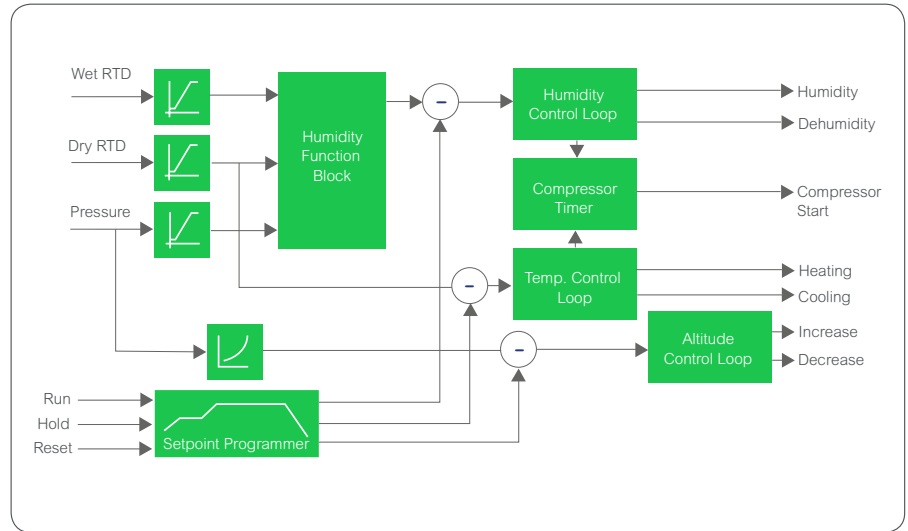 Wet RTD
Dry RTD
Pressure
Humidity
Function
Block
-
Humidity
Control Loop
Humidity
Dehumidity
Compressor
Timer
Compressor
Start
-
Temp. Control
Loop
Heating
Cooling
-
Altitude
Control Loop
Increase
Decrease
Run
Hold
Reset
Setpoint Programmer